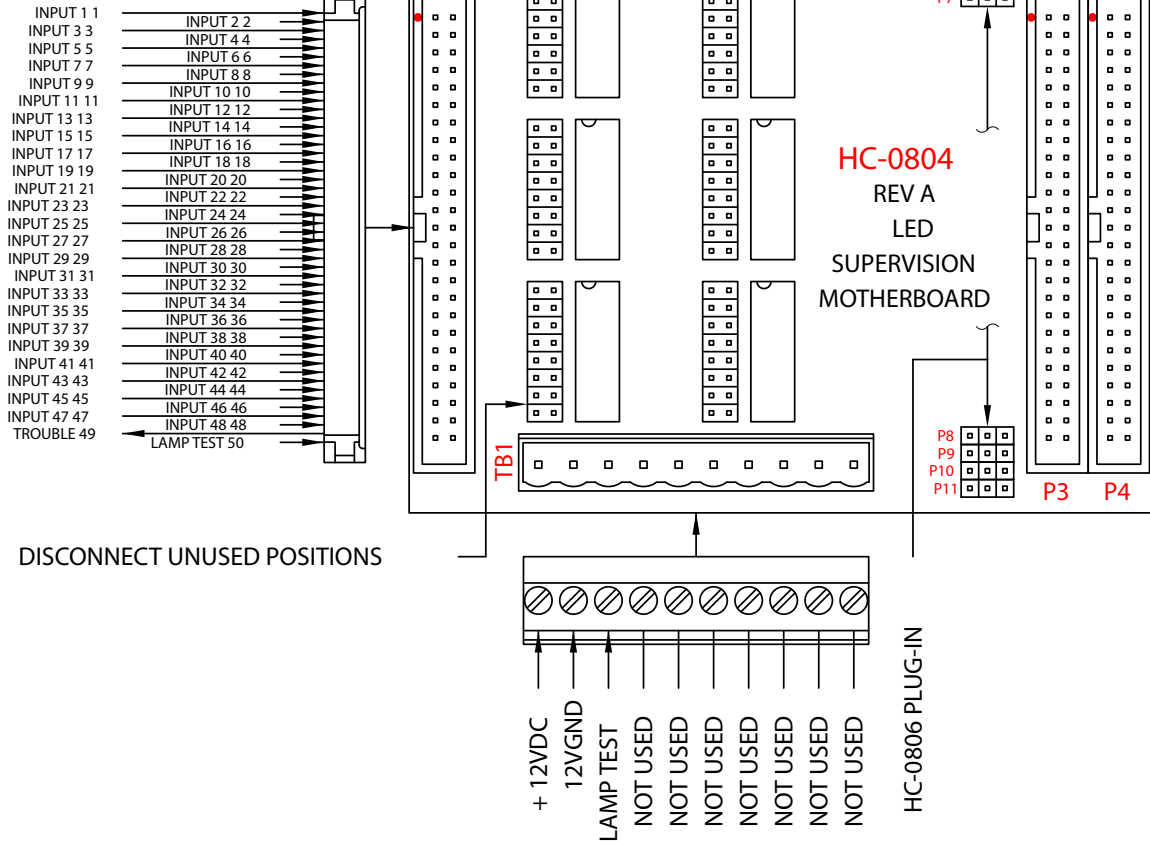 INPUT 1 1
INPUT 2 2
INPUT 3 3
INPUT 4 4
INPUT 5 5
INPUT 6 6
INPUT 7 7
INPUT 8 8
INPUT 9 9
INPUT 10 10
INPUT 11 11
INPUT 12 12
INPUT 13 13
INPUT 14 14
INPUT 15 15
INPUT 16 16
INPUT 17 17
INPUT 18 18
INPUT 19 19
INPUT 20 20
INPUT 21 21
INPUT 22 22
INPUT 23 23
INPUT 24 24
INPUT 25 25
INPUT 26 26
INPUT 27 27
INPUT 28 28
INPUT 29 29
INPUT 30 30
INPUT 31 31
INPUT 32 32
INPUT 33 33
INPUT 34 34
INPUT 35 35
INPUT 36 36
INPUT 37 37
INPUT 38 38
INPUT 39 39
INPUT 40 40
INPUT 41 41
INPUT 42 42
INPUT 43 43
INPUT 44 44
INPUT 45 45
INPUT 46 46
INPUT 47 47
INPUT 48 48
TROUBLE 49
LAMP TEST 50
HC-0804
REV A
LED
SUPERVISION
MOTHERBOARD
P8
P9
P10
P11
P3
P4
TB1
DISCONNECT UNUSED POSITIONS
+ 12VDC
12VGND
LAMP TEST
NOT USED
NOT USED
NOT USED
NOT USED
NOT USED
NOT USED
NOT USED
HC-0806 PLUG-IN